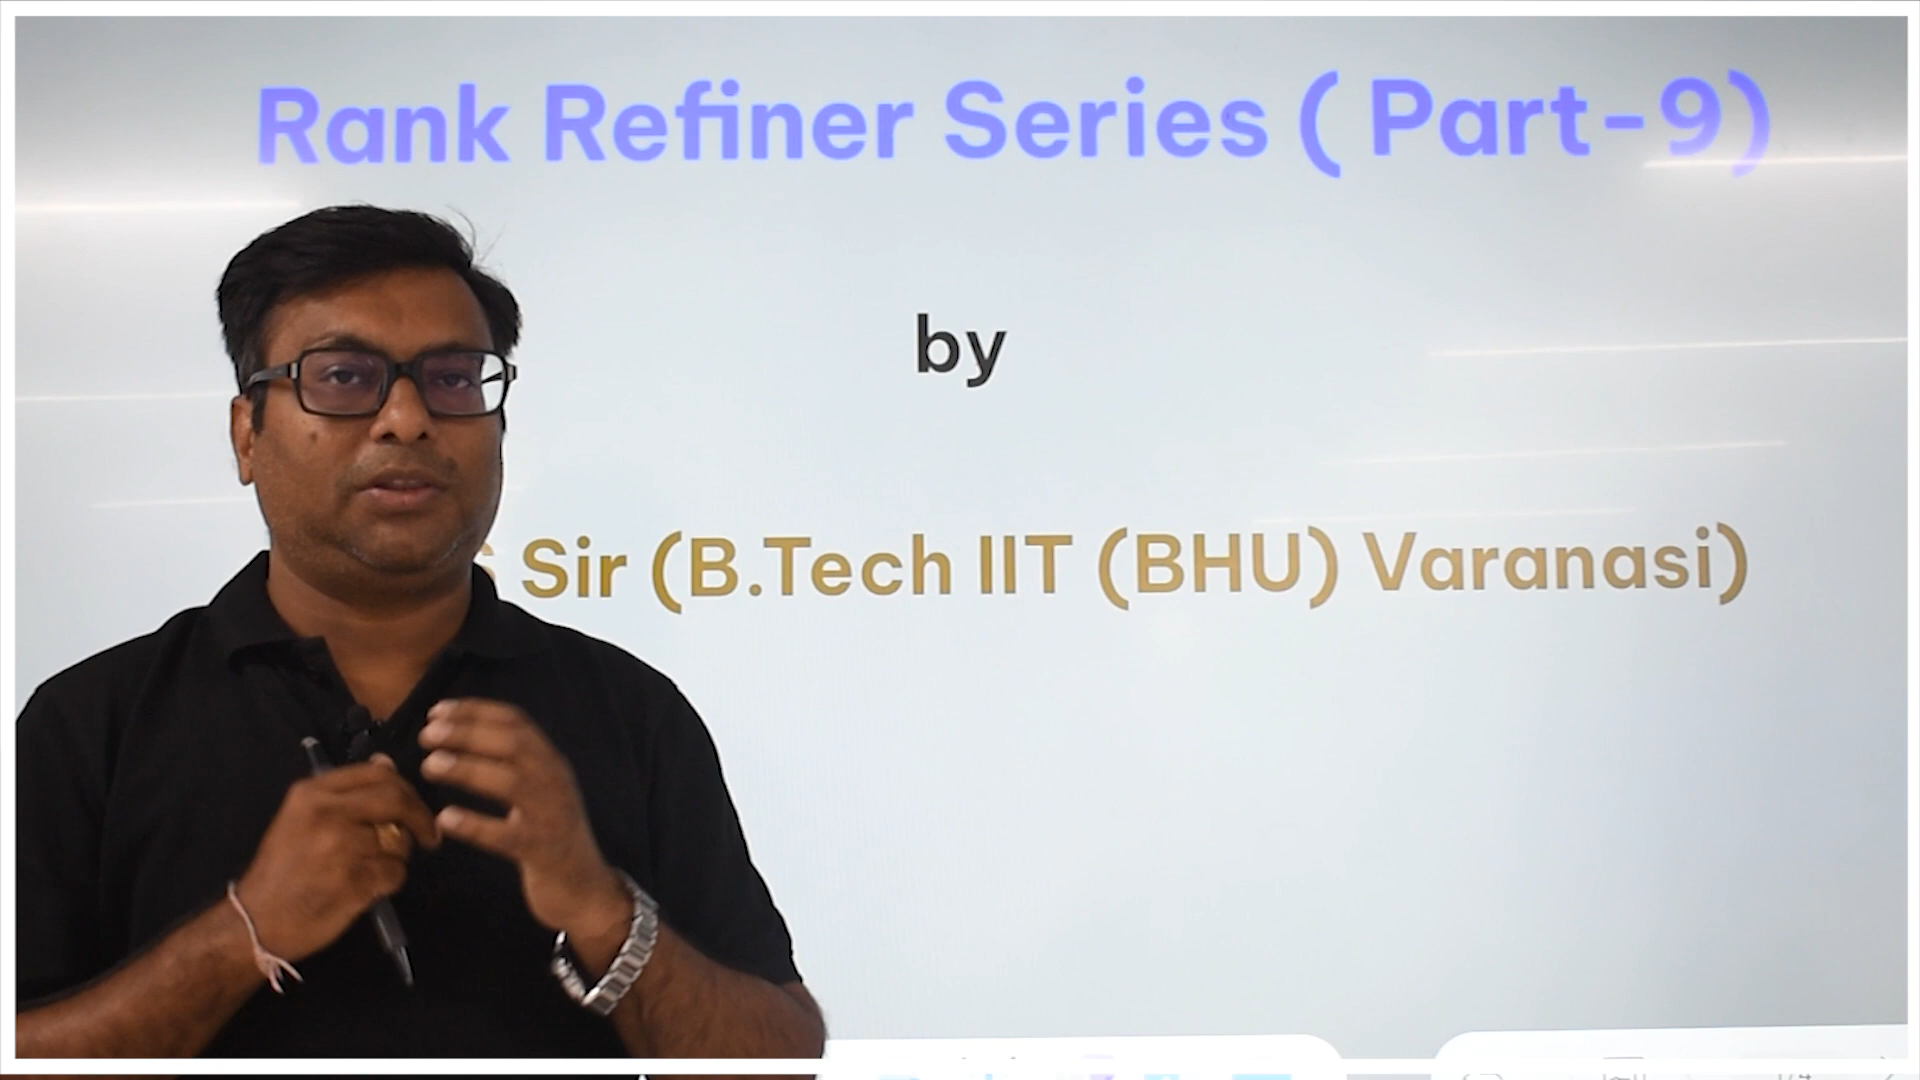 Rank Refiner Series ( Part-9)
by
Sir (B.Tech IIT (BHU) Varanasi)